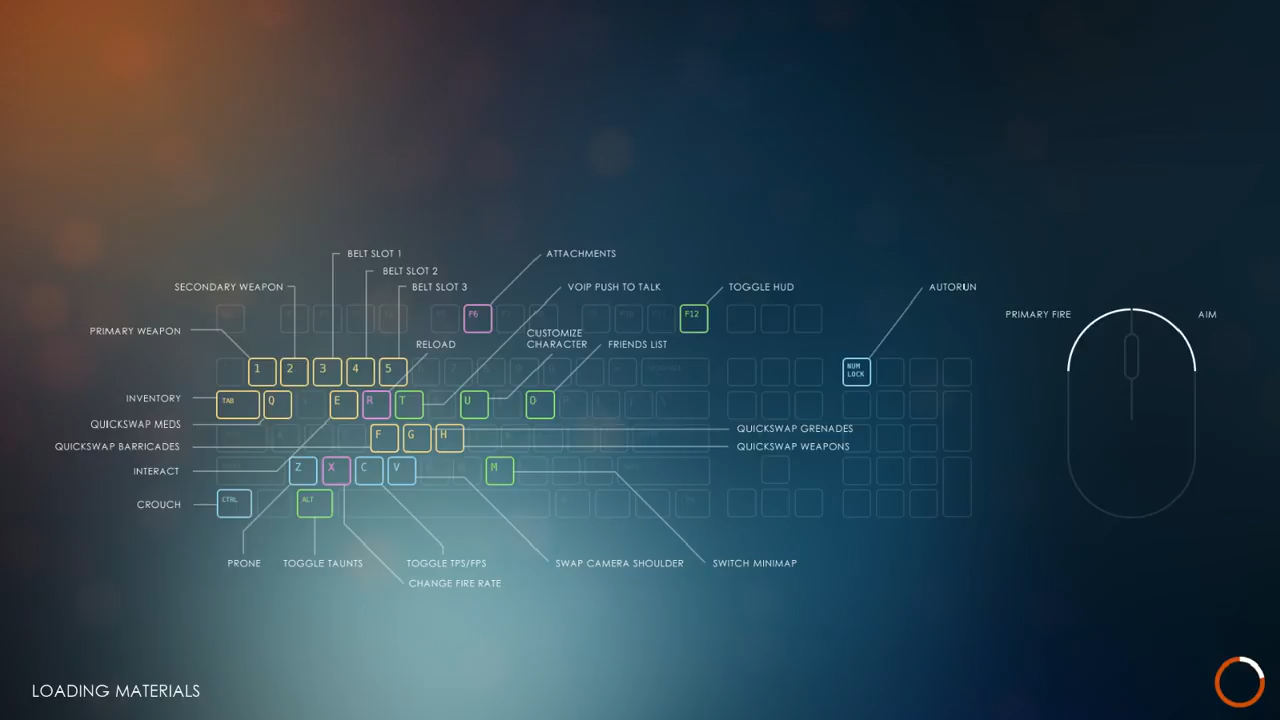 BELT SLOT 1
ATTACHMENTS
BELT SLOT 2
SECONDARY WEAPON
BELT SLOT 3
VOIP PUSH TO TALK
TOGGLE HUD
AUTORUN
PRIMARY FIRE
AIM
F6
F12
PRIMARY WEAPON
CUSTOMIZE
CHARACTER
RELOAD
FRIENDS LIST
1
2
3
4
5
NUM
LOCK
INVENTORY
TAB
Q
E
R
T
U
O
QUICKSWAP MEDS
QUICKSWAP GRENADES
F
G
H
QUICKSWAP BARRICADES
QUICKSWAP WEAPONS
INTERACT
Z
X
C
V
M
CROUCH
CTRL
ALT
PRONE
TOGGLE TAUNTS
TOGGLE TPS/FPS
SWAP CAMERA SHOULDER
SWITCH MINIMAP
CHANGE FIRE RATE
LOADING MATERIALS